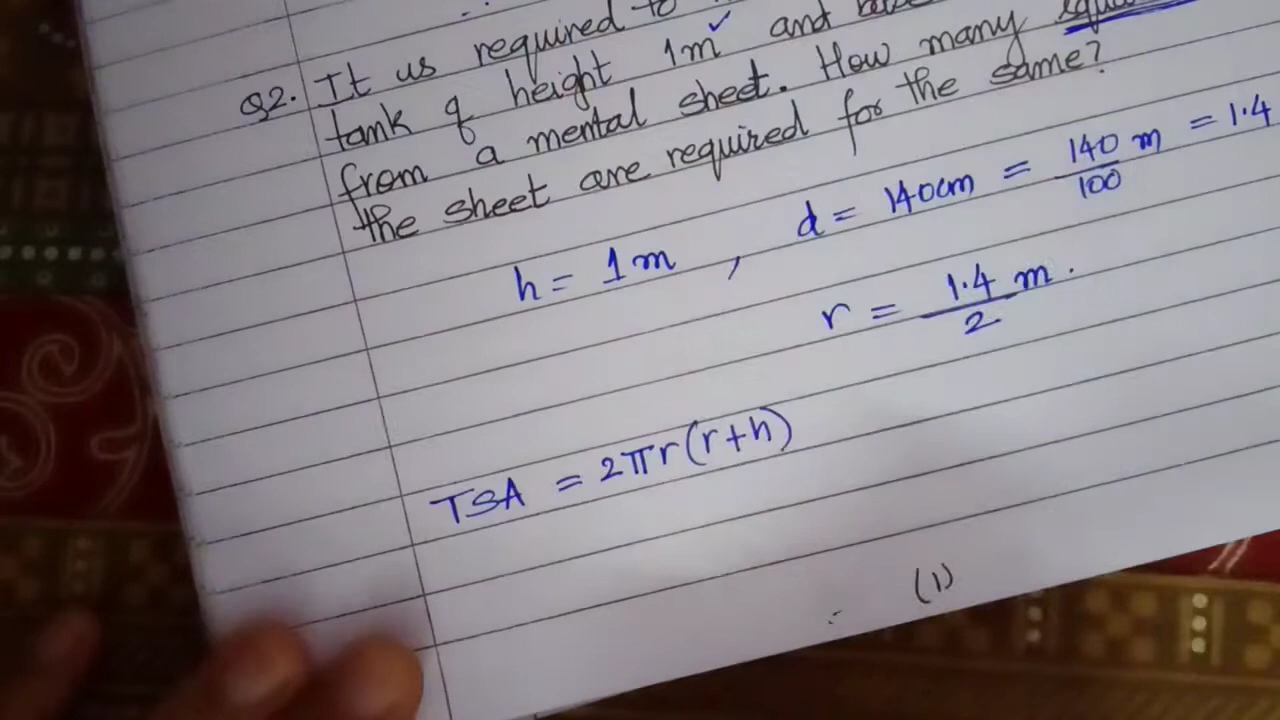 Q2. It us required to
tank of height 1m and
from a mental sheet. How many
the sheet are required for the same?
h = 1m , d = 140cm = 140/100 m = 1.4
r = 1.4/2 m.
TSA = 2πr(r+h)
(1)